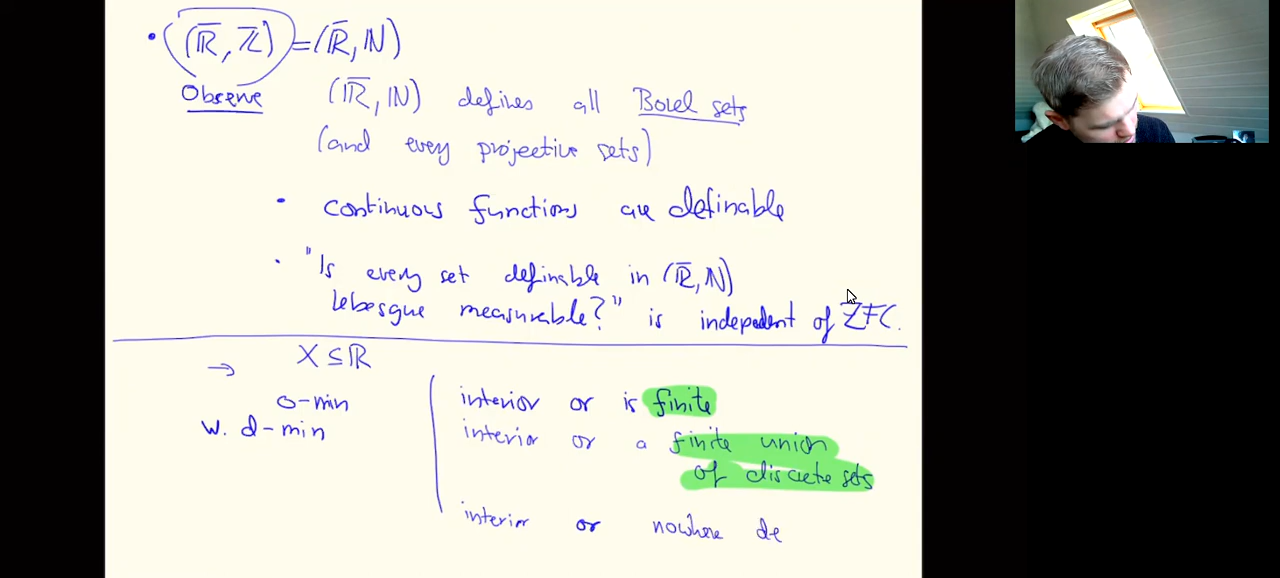 • (ℝ̄, ℤ) = (ℝ̄, ℕ)
Observe (ℝ̄, ℕ) defines all Borel sets
(and every projective sets)
• continuous functions are definable
• "Is every set definable in (ℝ̄, ℕ)
Lebesgue measurable?" is independent of ZFC.
→ X ⊆ ℝ
o-min interior or is finite
w. d-min interior or a finite union
of discrete sets
interior or nowhere de